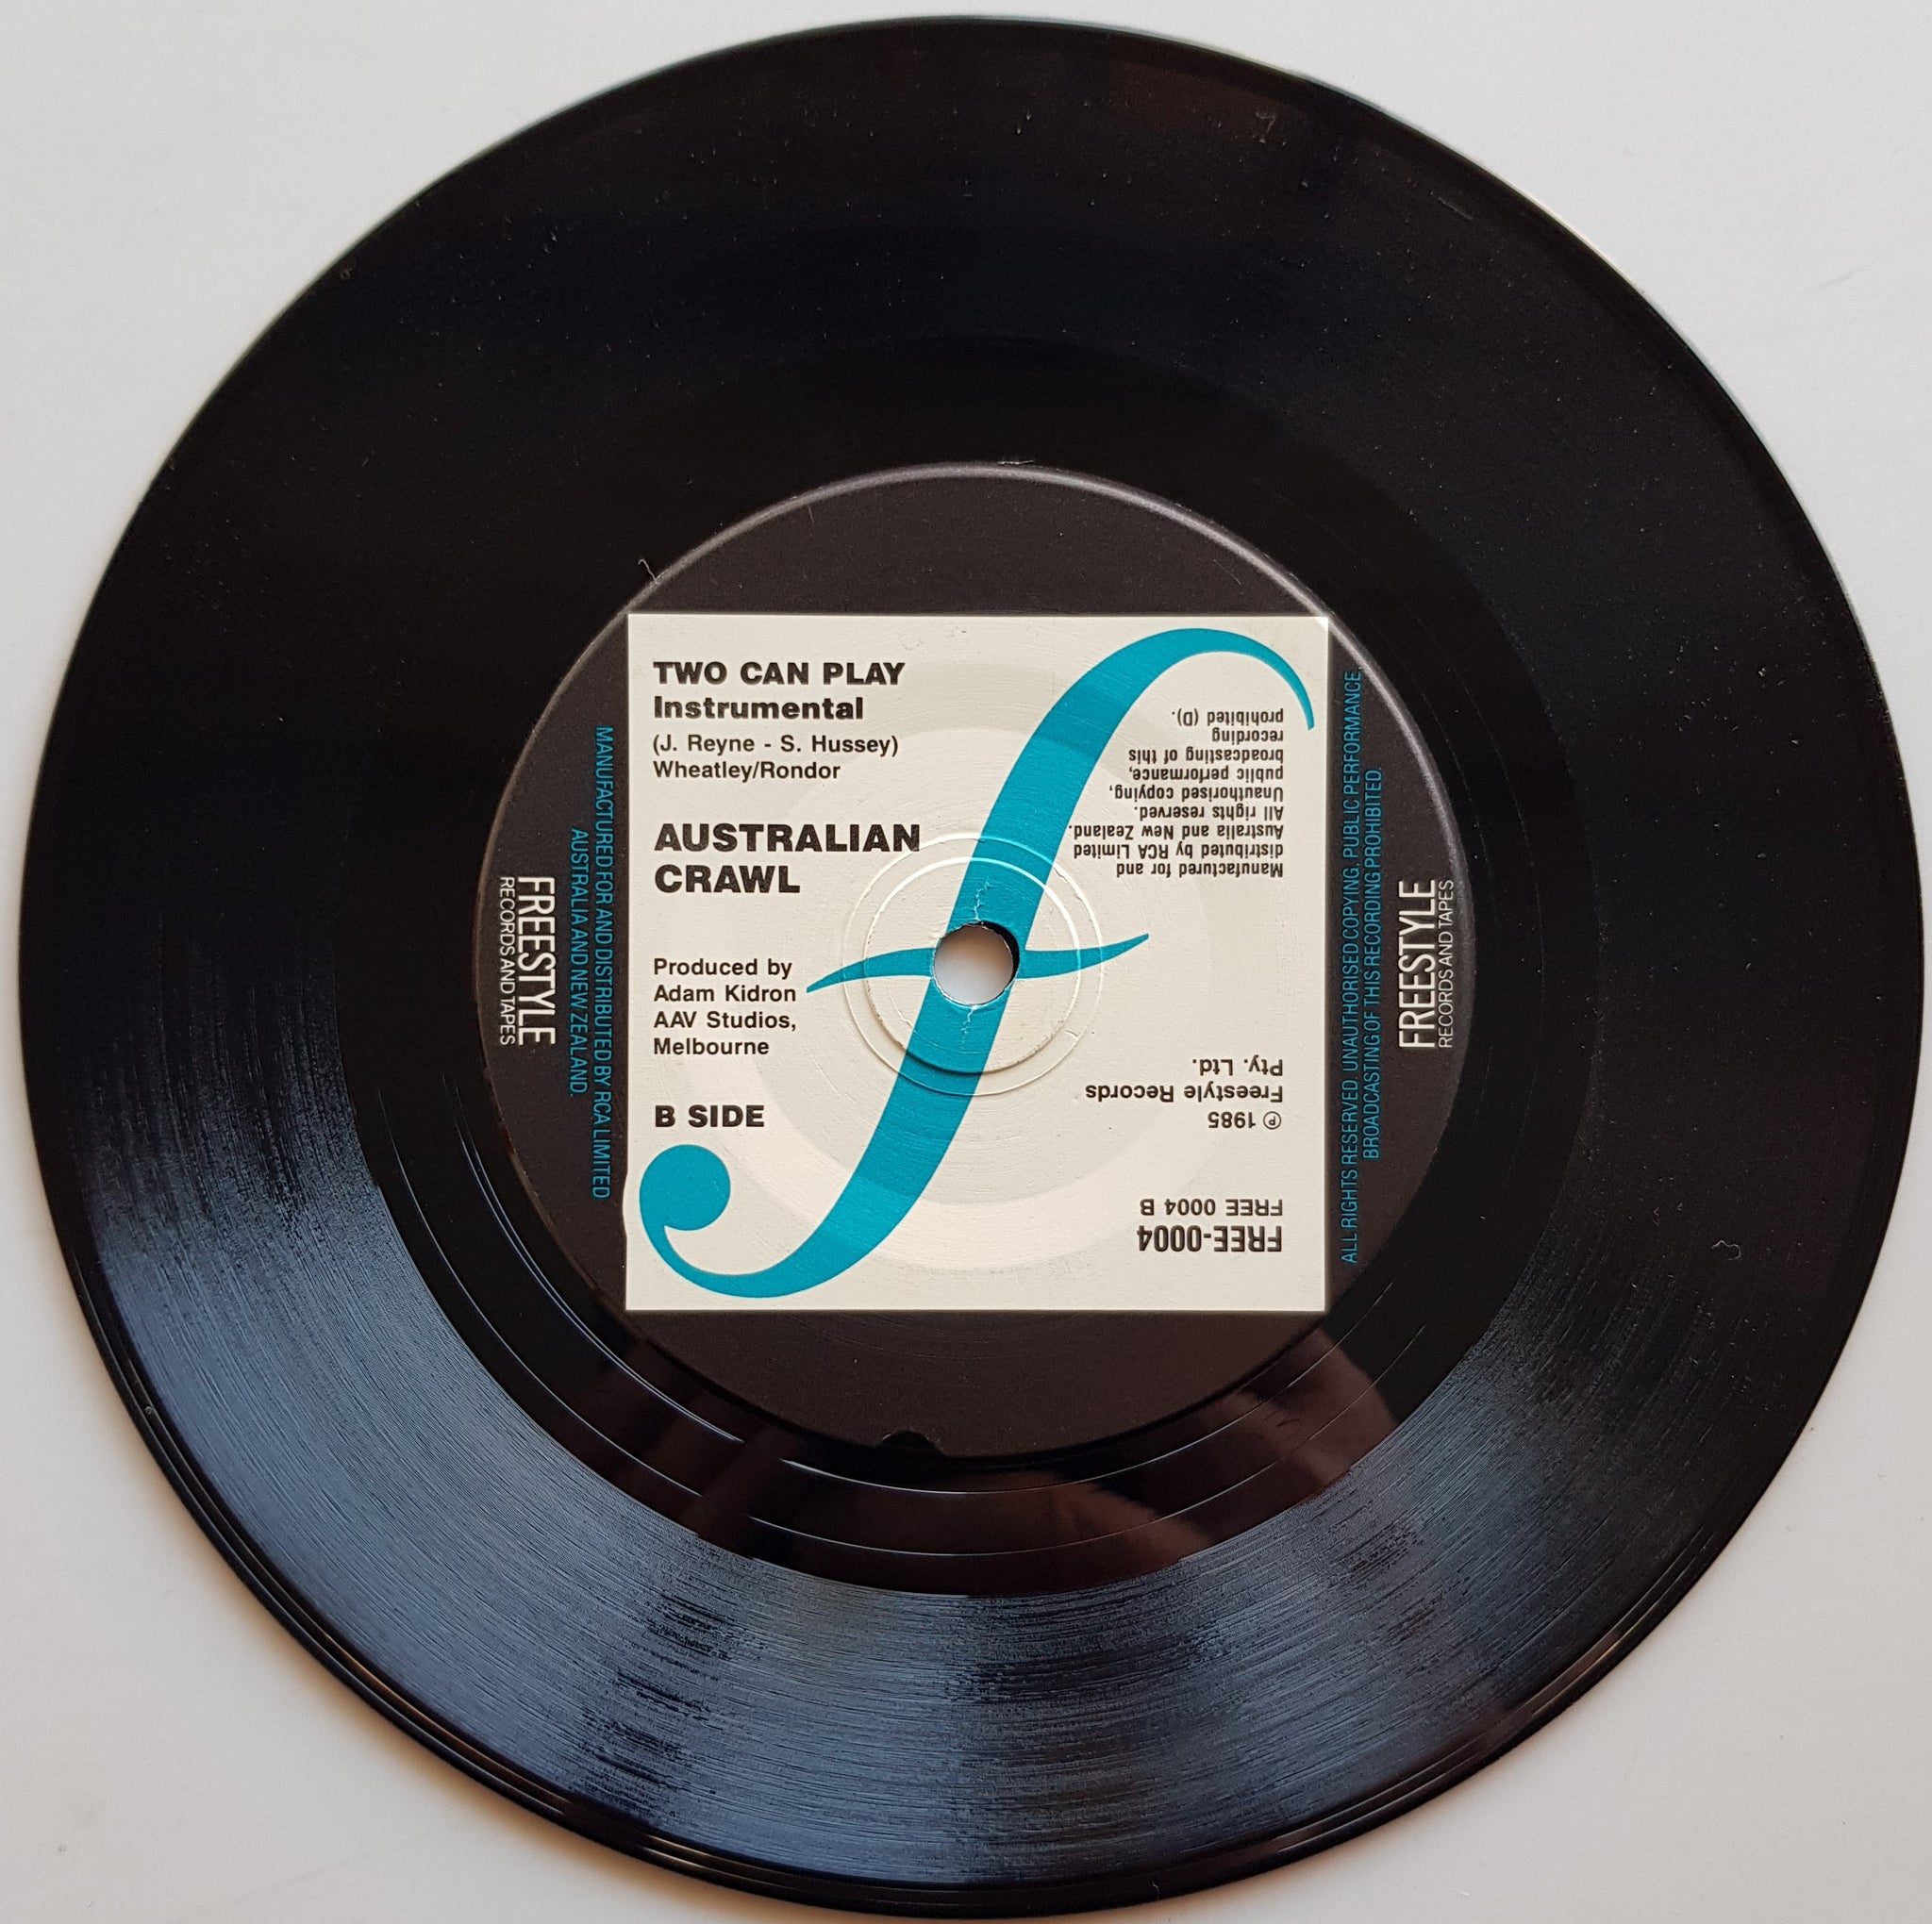 TWO CAN PLAY
Instrumental
(J. Reyne - S. Hussey)
Wheatley/Rondor
AUSTRALIAN
CRAWL
Produced by
Adam Kidron
AAV Studios,
Melbourne
B SIDE
FREE-0004
FREE 0004 B
℗ 1985
Freestyle Records
Pty. Ltd.
Manufactured for and
distributed by RCA Limited
Australia and New Zealand.
All rights reserved.
Unauthorised copying,
public performance,
broadcasting of this
recording
prohibited (D).
FREESTYLE
RECORDS AND TAPES
MANUFACTURED FOR AND DISTRIBUTED BY RCA LIMITED
AUSTRALIA AND NEW ZEALAND.
ALL RIGHTS RESERVED. UNAUTHORISED COPYING, PUBLIC PERFORMANCE,
BROADCASTING OF THIS RECORDING PROHIBITED.
FREESTYLE
RECORDS AND TAPES